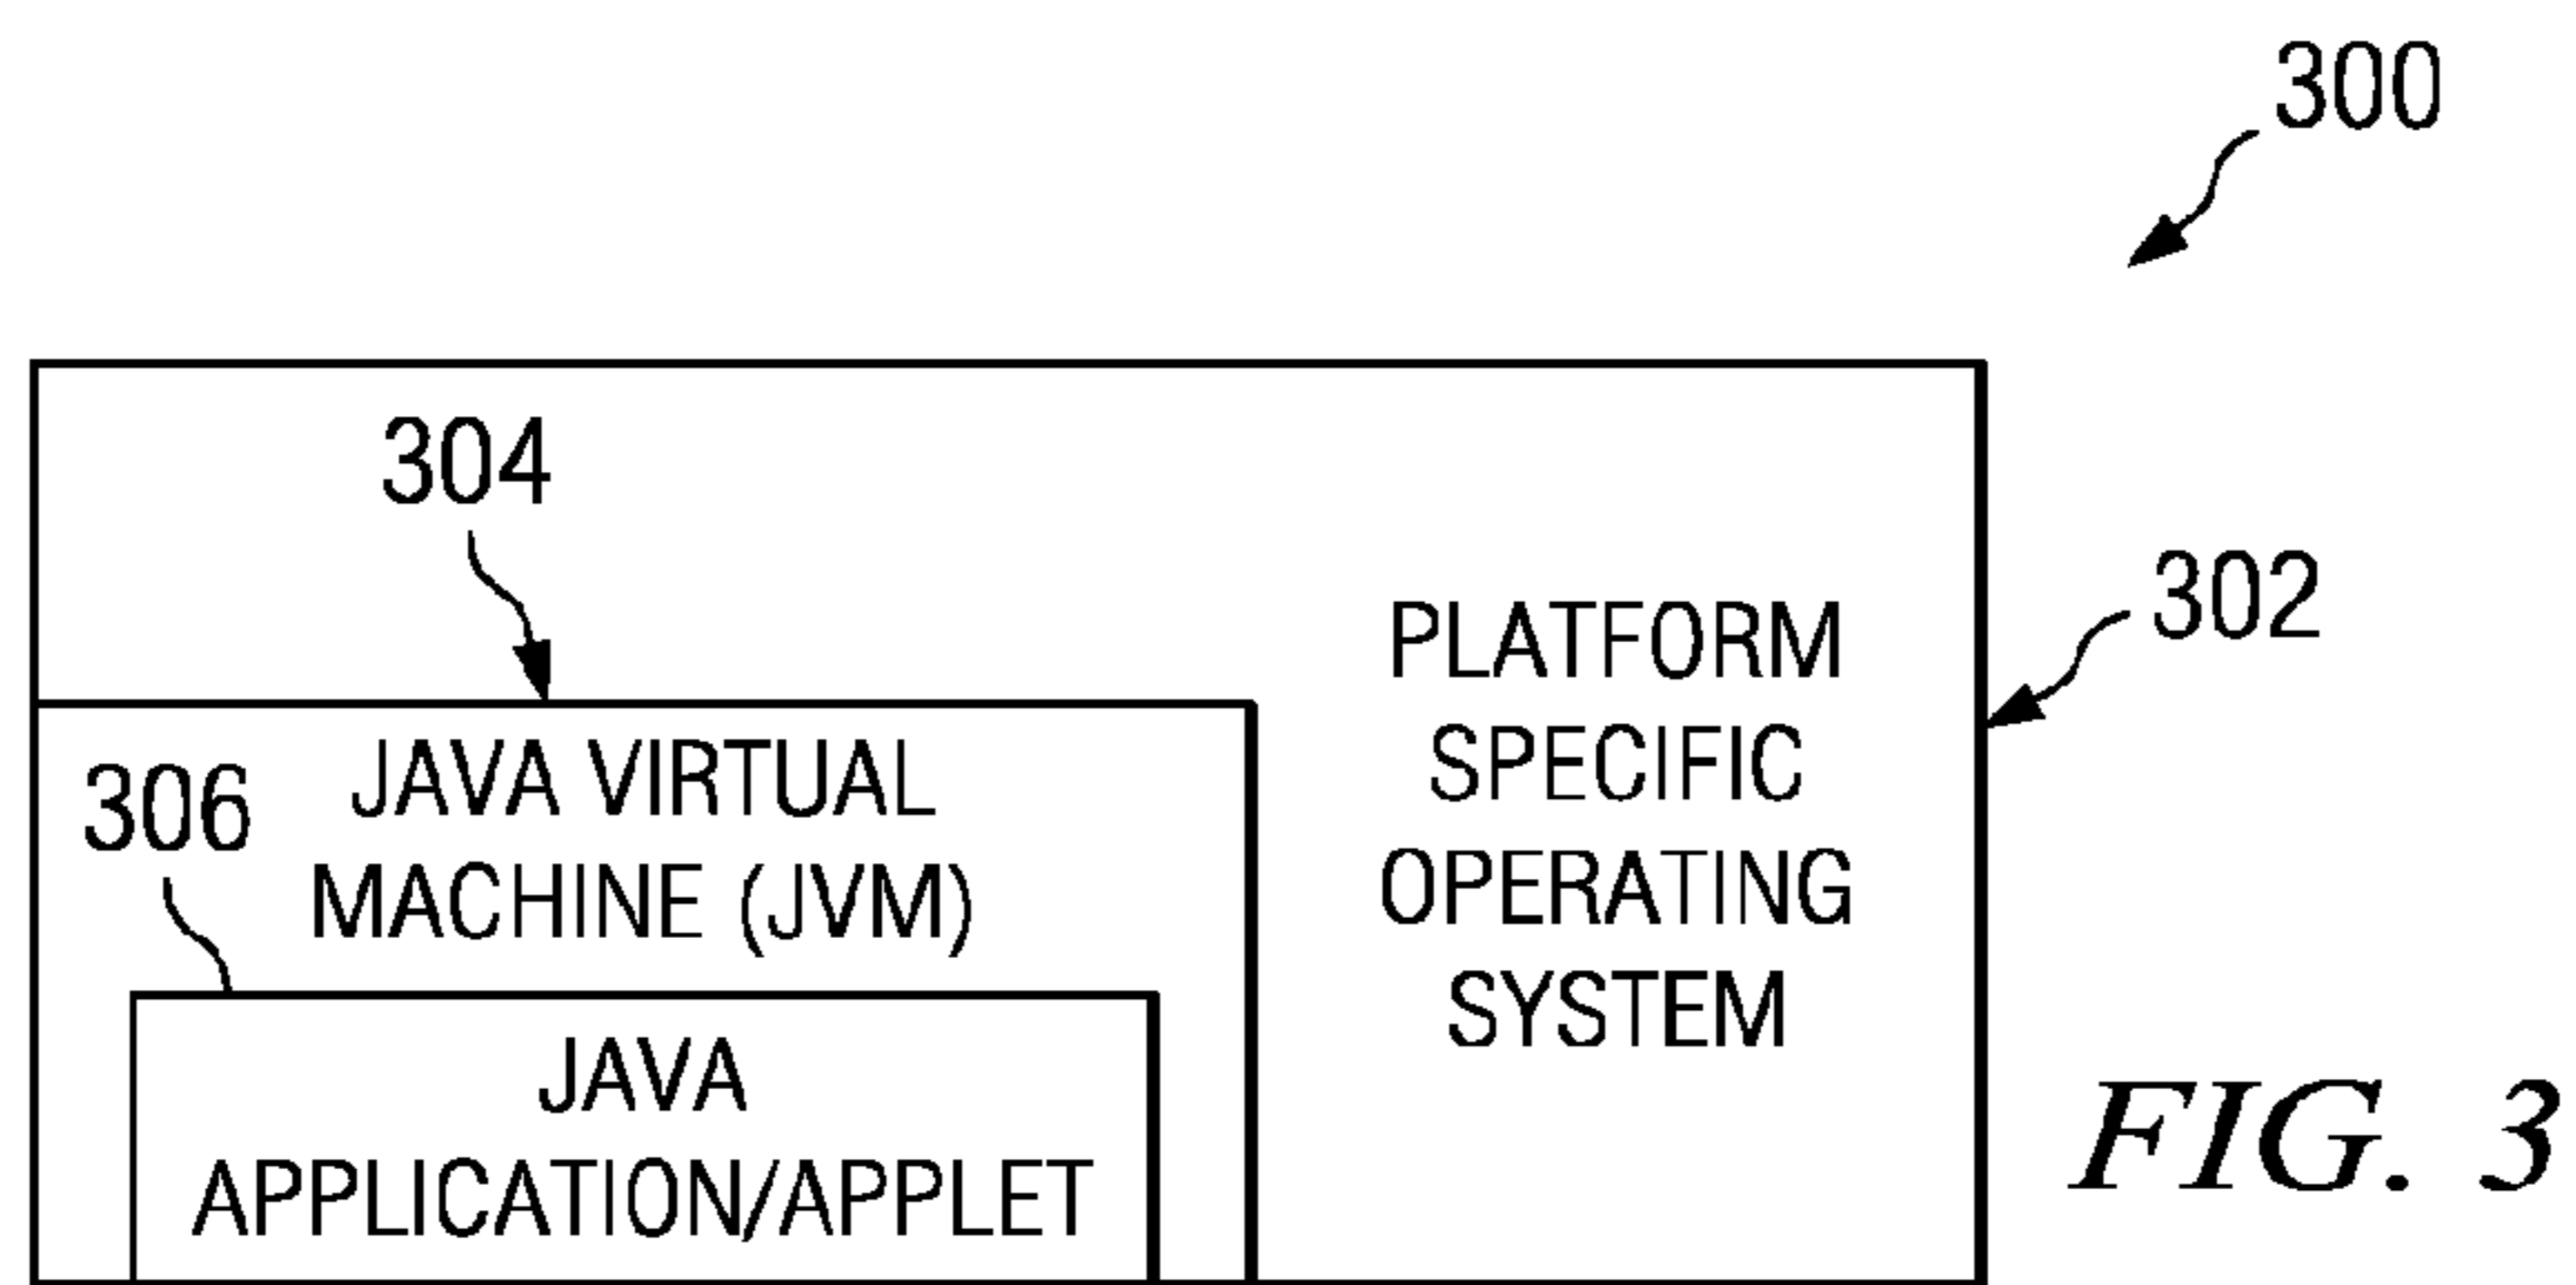 300
304
302
PLATFORM
SPECIFIC
OPERATING
SYSTEM
306
JAVA VIRTUAL
MACHINE (JVM)
JAVA
APPLICATION/APPLET
FIG. 3